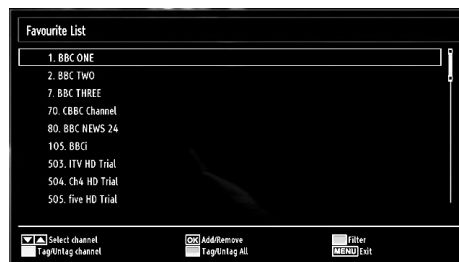 Favourite List
1. BBC ONE
2. BBC TWO
7. BBC THREE
70. CBBC Channel
80. BBC NEWS 24
105. BBCi
503. ITV HD Trial
504. Ch4 HD Trial
505. five HD Trial
Select channel OK Add/Remove Filter
Tag/Untag channel Tag/Untag All MENU Exit